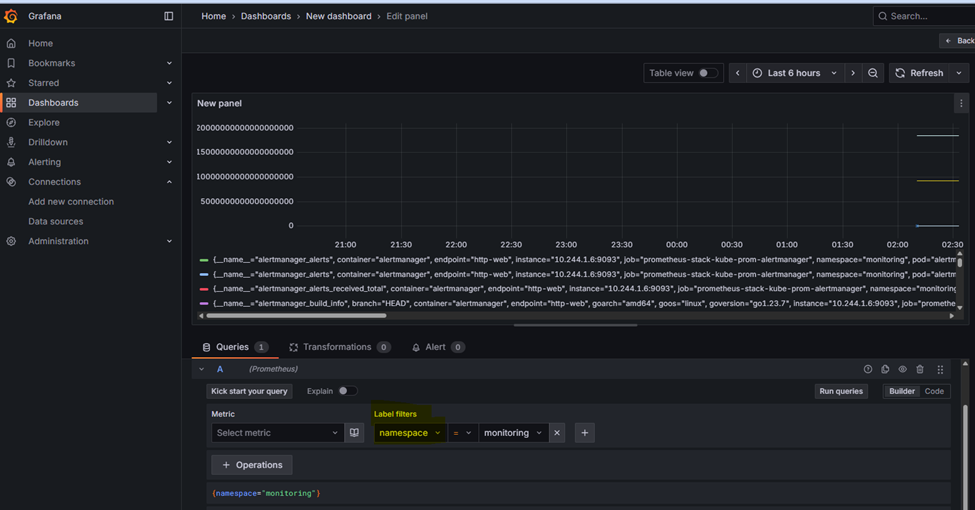 Grafana
Home › Dashboards › New dashboard › Edit panel
Search...
Back
Home
Bookmarks
Starred
Dashboards
Explore
Drilldown
Alerting
Connections
Add new connection
Data sources
Administration
Table view
Last 6 hours
Refresh
New panel
20000000000000000000
15000000000000000000
10000000000000000000
5000000000000000000
0
21:00 21:30 22:00 22:30 23:00 23:30 00:00 00:30 01:00 01:30 02:00 02:30
{__name__="alertmanager_alerts", container="alertmanager", endpoint="http-web", instance="10.244.1.6:9093", job="prometheus-stack-kube-prom-alertmanager", namespace="monitoring", pod="alertm
{__name__="alertmanager_alerts", container="alertmanager", endpoint="http-web", instance="10.244.1.6:9093", job="prometheus-stack-kube-prom-alertmanager", namespace="monitoring", pod="alertm
{__name__="alertmanager_alerts_received_total", container="alertmanager", endpoint="http-web", instance="10.244.1.6:9093", job="prometheus-stack-kube-prom-alertmanager", namespace="monitoring
{__name__="alertmanager_build_info", branch="HEAD", container="alertmanager", endpoint="http-web", goarch="amd64", goos="linux", goversion="go1.23.7", instance="10.244.1.6:9093", job="promethe
Queries 1 Transformations 0 Alert 0
A (Prometheus)
Kick start your query Explain Run queries Builder Code
Metric Label filters
Select metric namespace = monitoring
+ Operations
{namespace="monitoring"}